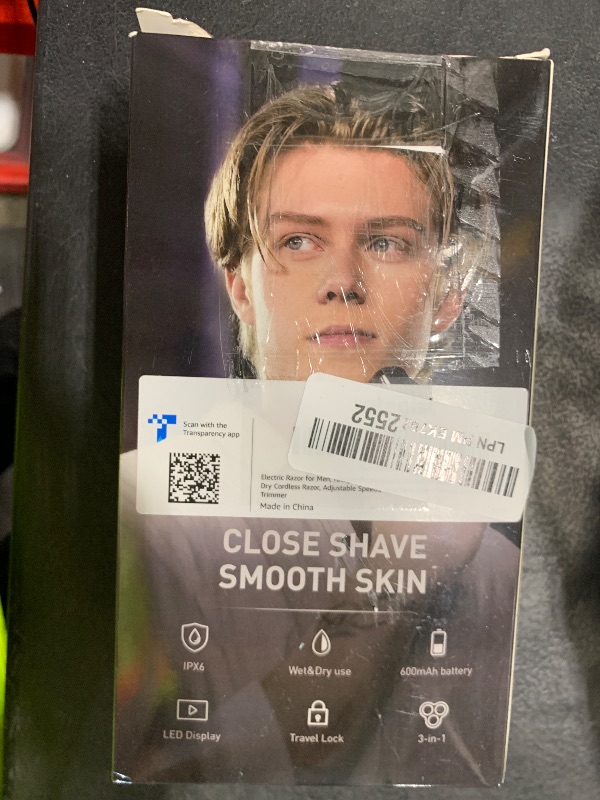 Scan with the
Transparency app
2552
LPN
Electric Razor for Men,
Dry Cordless Razor, Adjustable
Trimmer
Made in China
CLOSE SHAVE
SMOOTH SKIN
IPX6
Wet&Dry use
600mAh battery
LED Display
Travel Lock
3-in-1